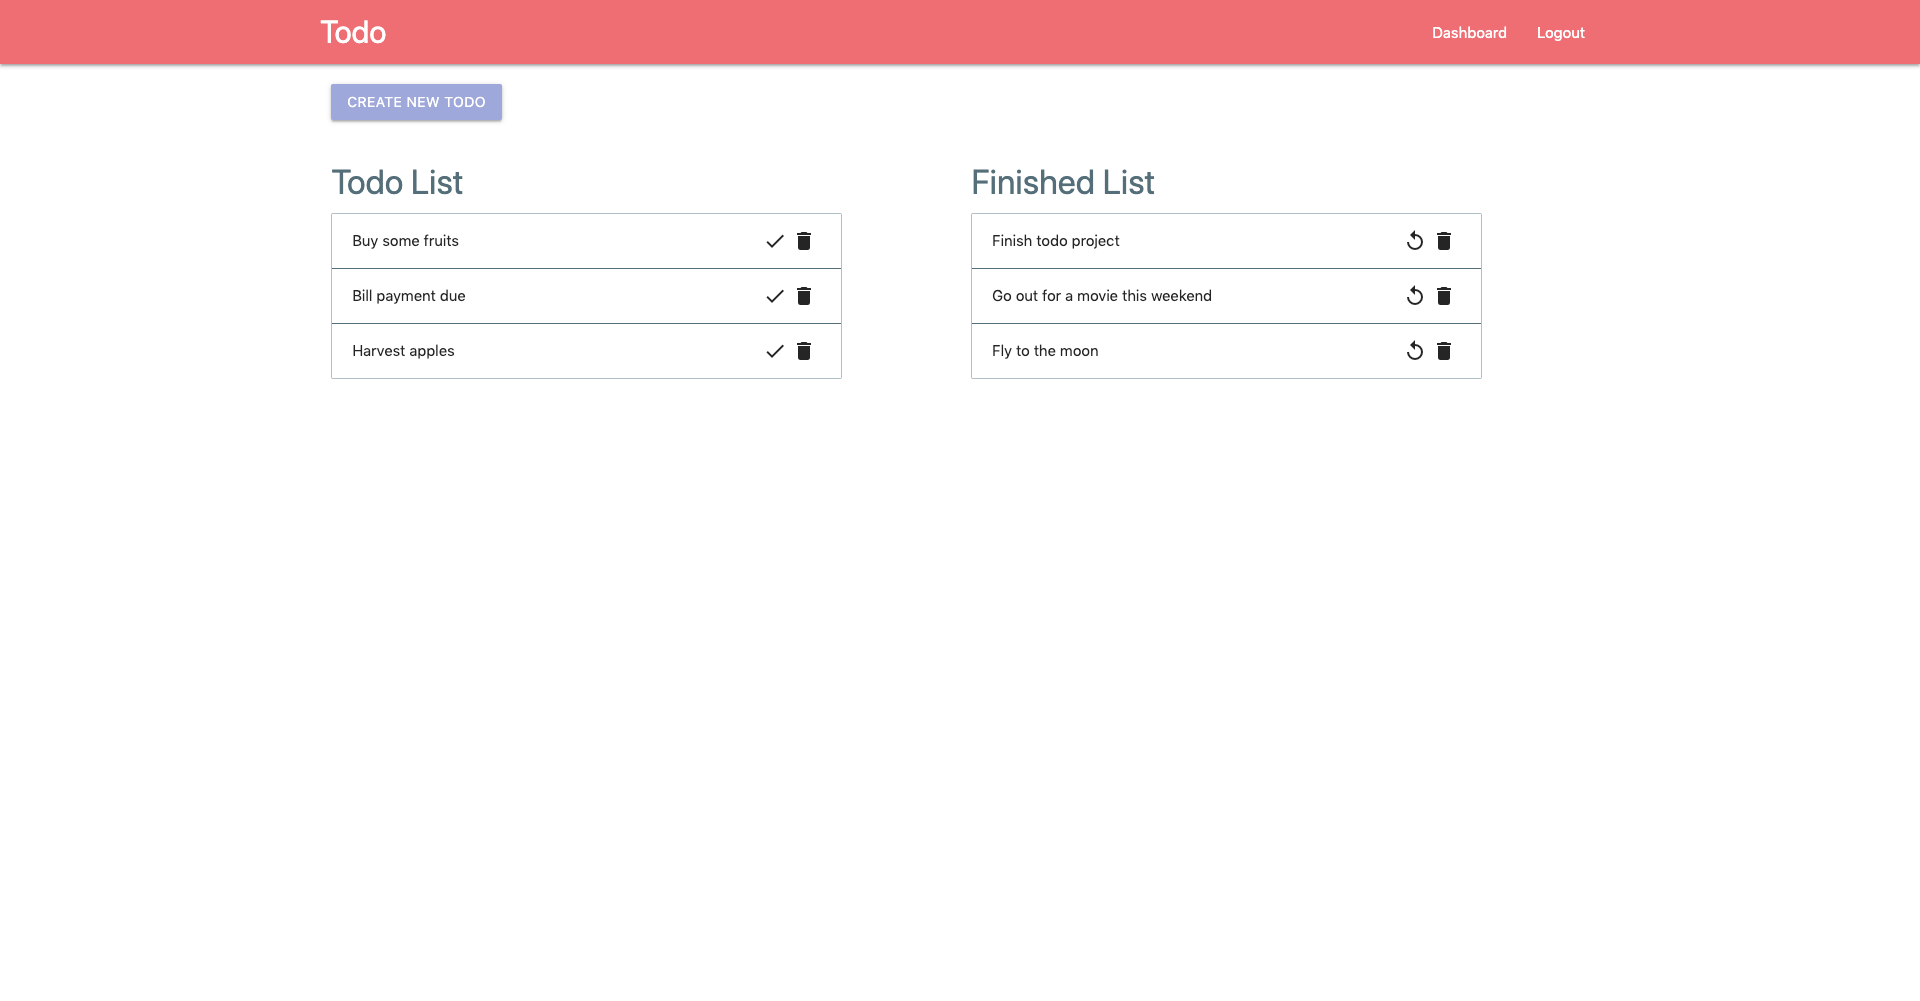 Todo
Dashboard
Logout
CREATE NEW TODO
Todo List
Buy some fruits
Bill payment due
Harvest apples
Finished List
Finish todo project
Go out for a movie this weekend
Fly to the moon